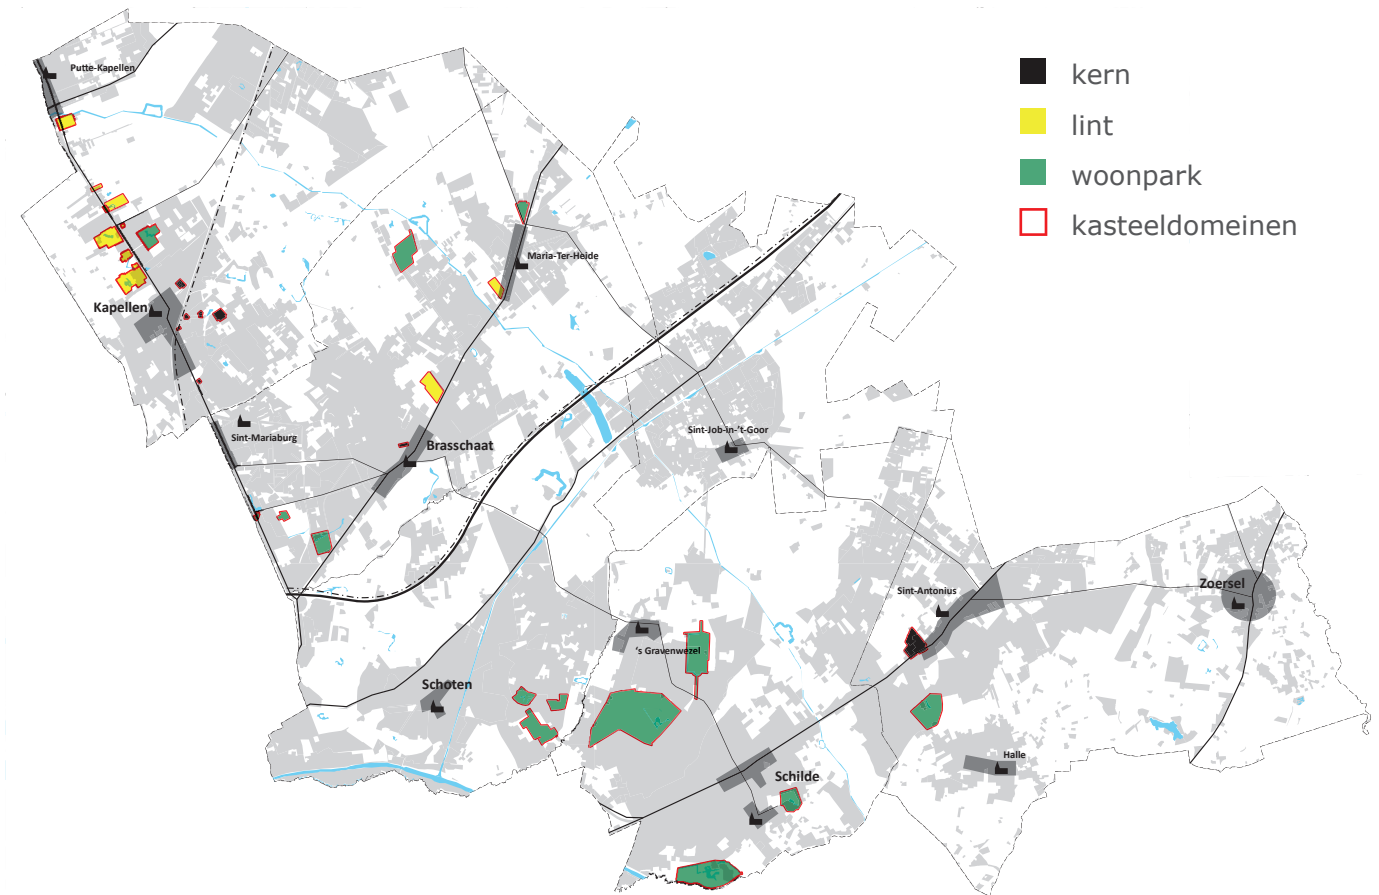 Putte-Kapellen
kern
lint
woonpark
kasteeldomeinen
Maria-Ter-Heide
Kapellen
Sint-Mariaburg
Brasschaat
Sint-Job-in-'t-Goor
Sint-Antonius
Zoersel
's Gravenwezel
Schoten
Halle
Schilde